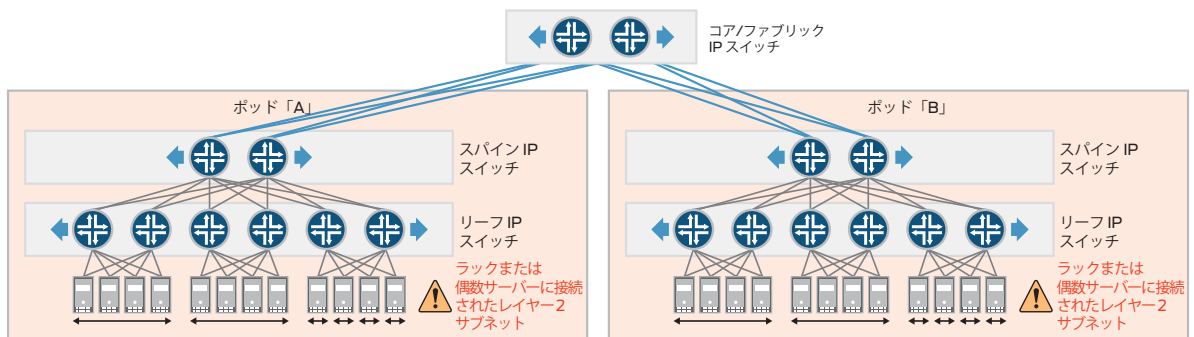 コア/ファブリック
IP スイッチ
ポッド「A」
スパイン IP
スイッチ
リーフ IP
スイッチ
ラックまたは
偶数サーバーに接続
されたレイヤー2
サブネット
ポッド「B」
スパイン IP
スイッチ
リーフ IP
スイッチ
ラックまたは
偶数サーバーに接続
されたレイヤー2
サブネット